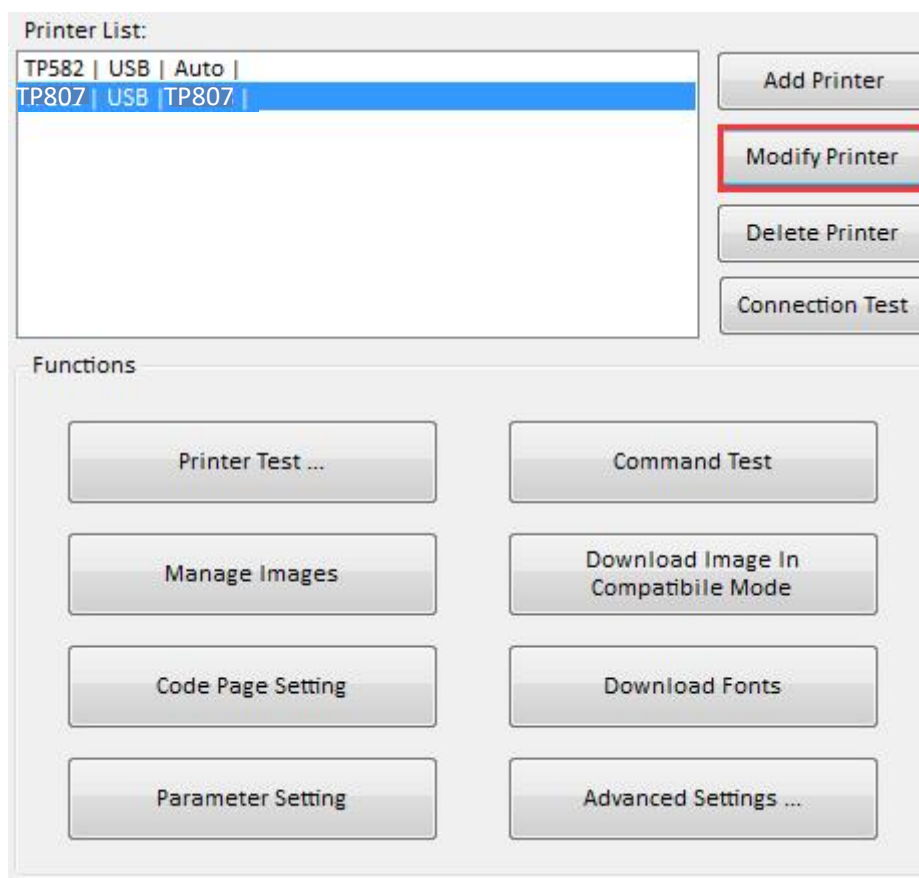 Printer List:
TP582 | USB | Auto |
TP807 | USB | TP807 |
Add Printer
Modify Printer
Delete Printer
Connection Test
Functions
Printer Test ...
Command Test
Manage Images
Download Image In
Compatibile Mode
Code Page Setting
Download Fonts
Parameter Setting
Advanced Settings ...